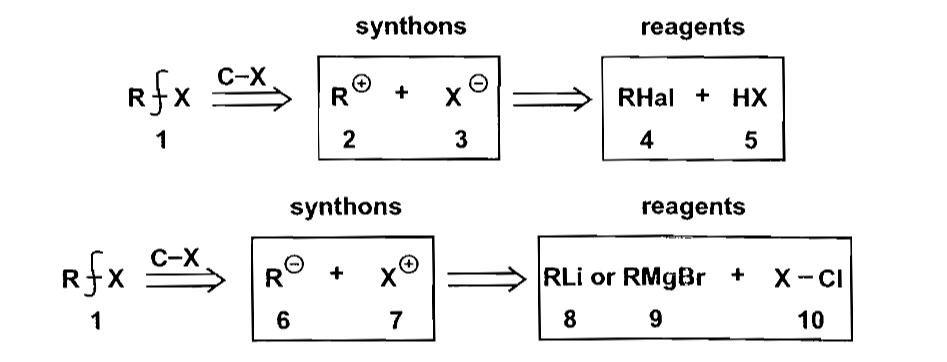 synthons reagents
R X C–X R⊕ + X⊖ RHal + HX
1 2 3 4 5
synthons reagents
R X C–X R⊖ + X⊕ RLi or RMgBr + X–Cl
1 6 7 8 9 10